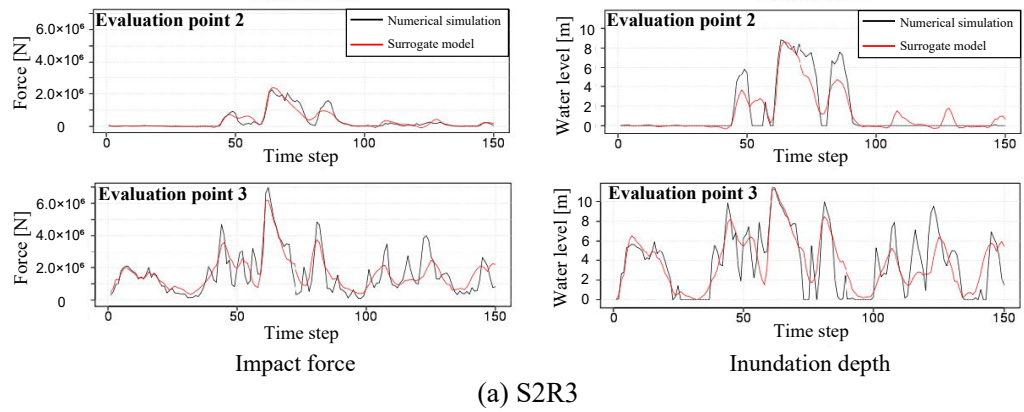 Evaluation point 2
Numerical simulation
Surrogate model
Force [N]
6.0×10⁶
4.0×10⁶
2.0×10⁶
0
0
50
100
150
Time step
Evaluation point 2
Numerical simulation
Surrogate model
Water level [m]
10
8
6
4
2
0
0
50
100
150
Time step
Evaluation point 3
Force [N]
6.0×10⁶
4.0×10⁶
2.0×10⁶
0
0
50
100
150
Time step
Impact force
Evaluation point 3
Water level [m]
10
8
6
4
2
0
0
50
100
150
Time step
Inundation depth
(a) S2R3